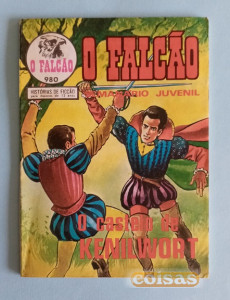 O FALCÃO
980
O FALCÃO
SEMANÁRIO JUVENIL
HISTÓRIAS DE FICÇÃO
O castelo de
KENILWORT
coisas